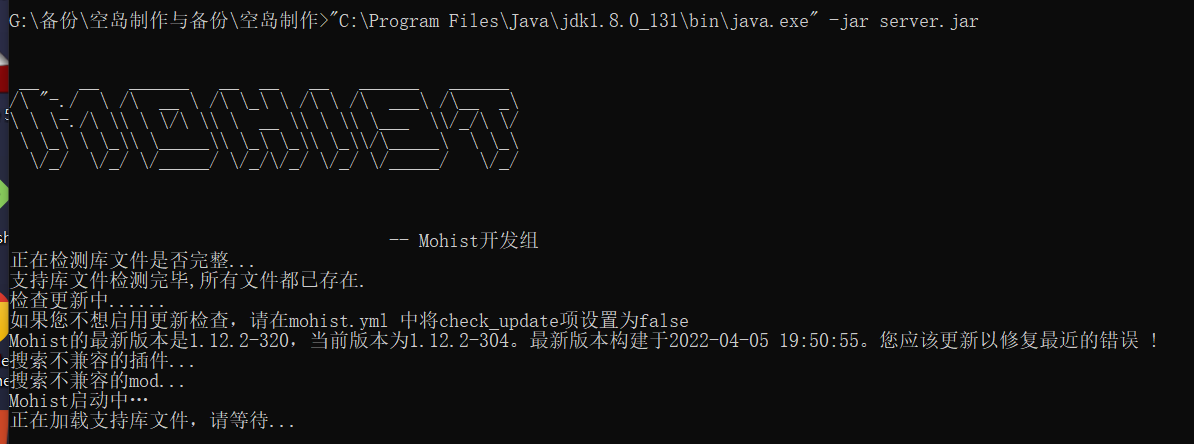 G:\备份\空岛制作与备份\空岛制作>"C:\Program Files\Java\jdk1.8.0_131\bin\java.exe" -jar server.jar
-- Mohist开发组
正在检测库文件是否完整...
支持库文件检测完毕,所有文件都已存在.
检查更新中......
如果您不想启用更新检查，请在mohist.yml 中将check_update项设置为false
Mohist的最新版本是1.12.2-320，当前版本为1.12.2-304。最新版本构建于2022-04-05 19:50:55。您应该更新以修复最近的错误 !
搜索不兼容的插件...
搜索不兼容的mod...
Mohist启动中…
正在加载支持库文件，请等待...